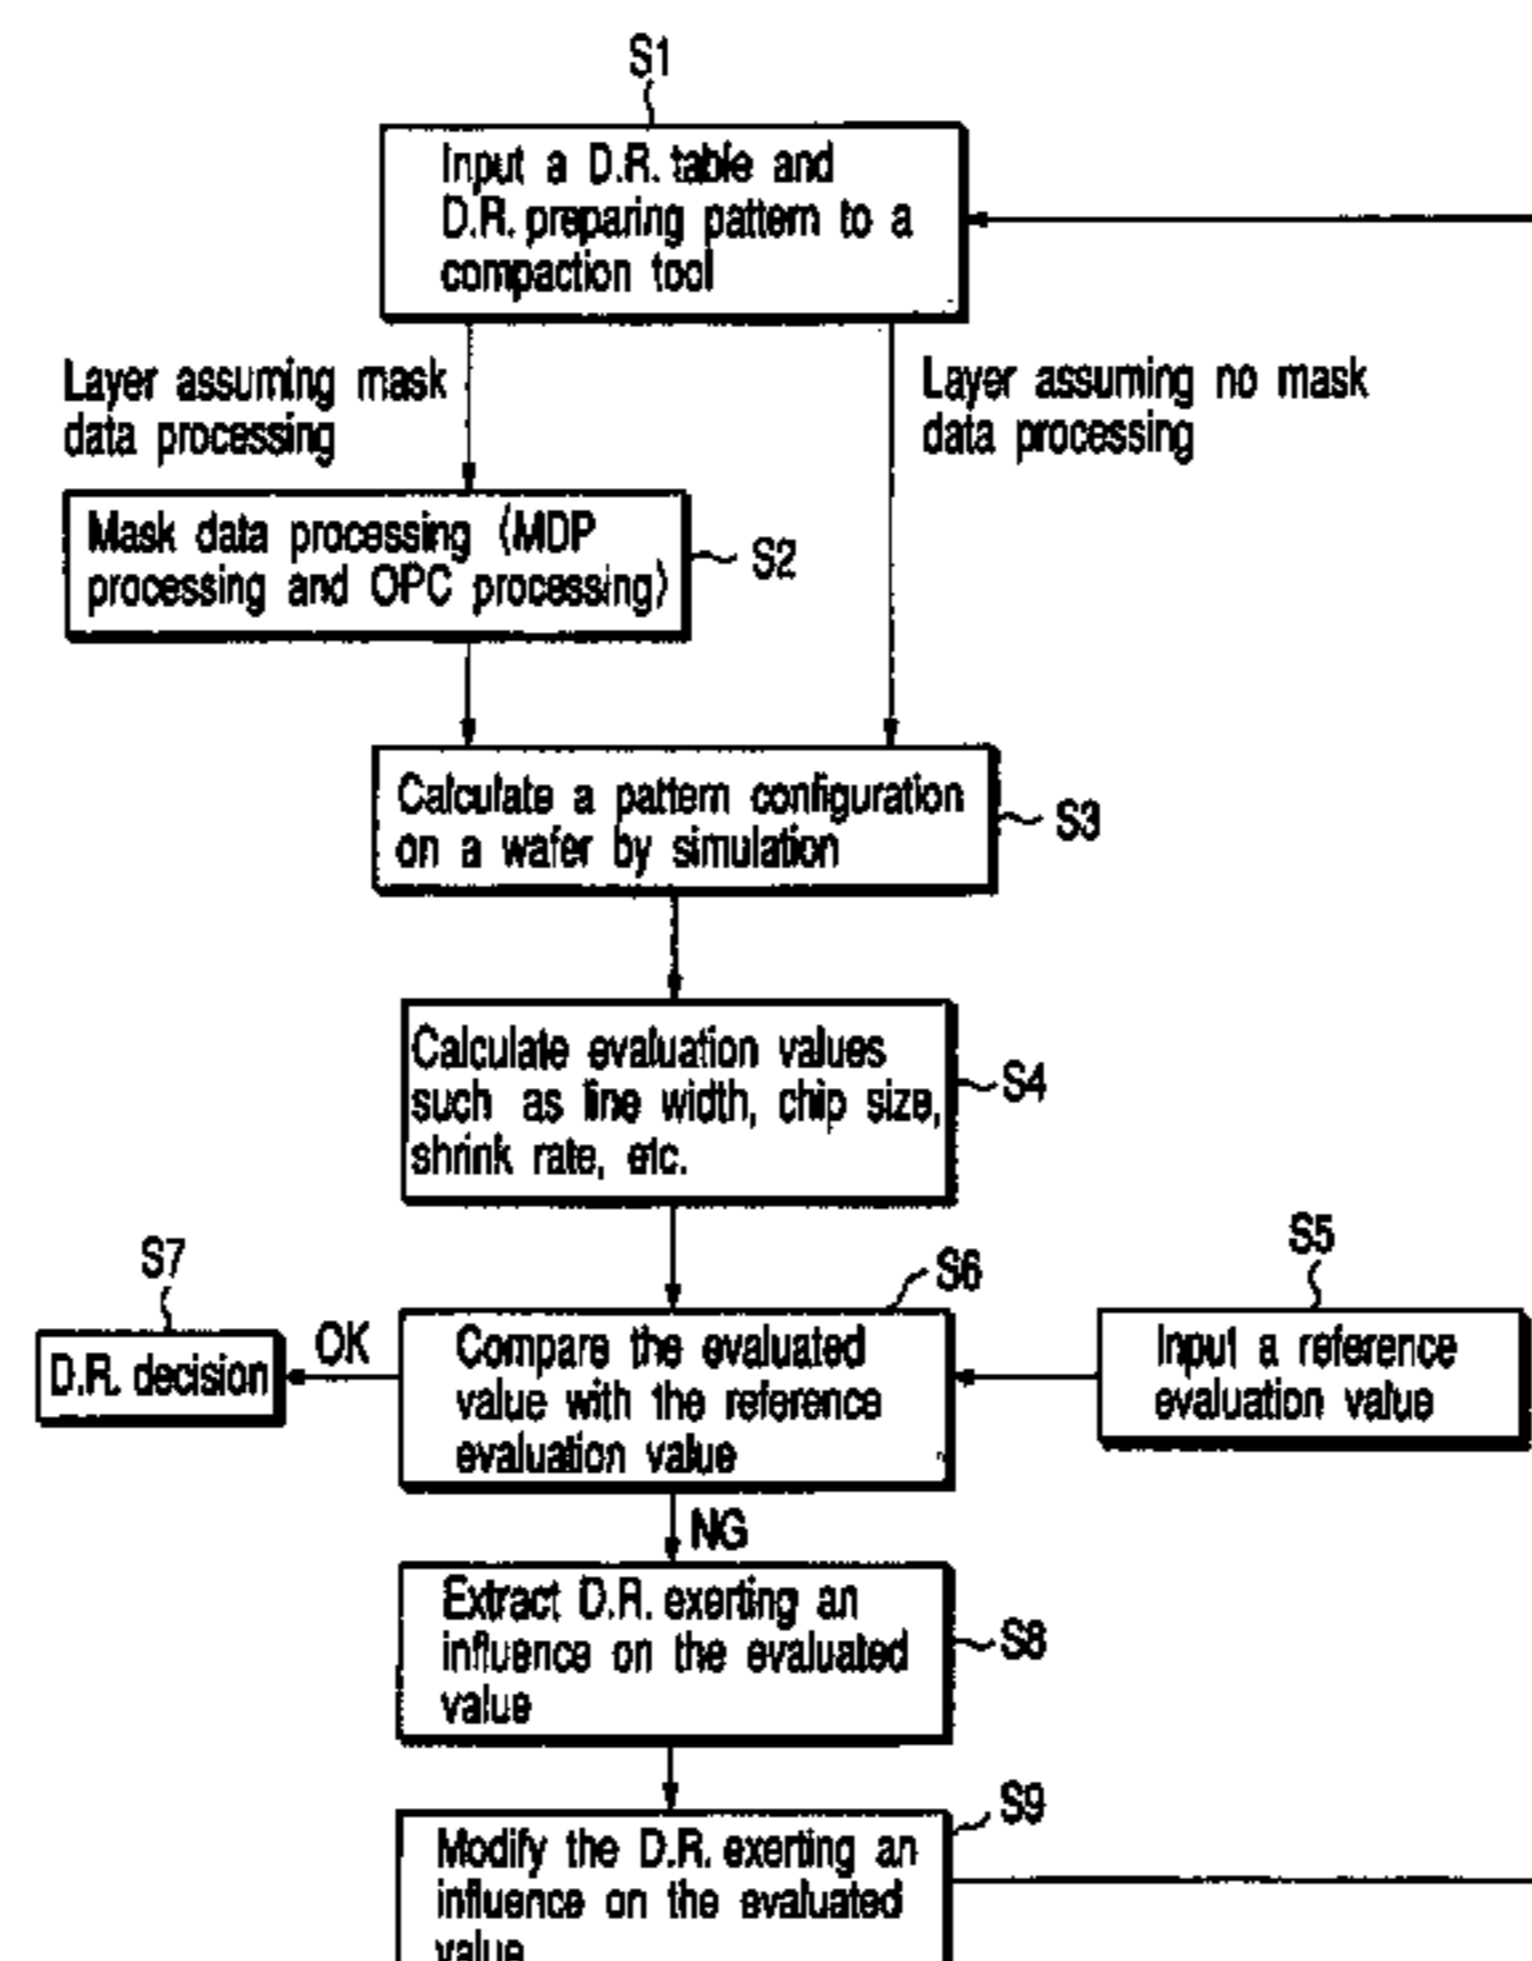 S1
Input a D.R. table and
D.R. preparing pattern to a
compaction tool
Layer assuming mask
data processing
Layer assuming no mask
data processing
Mask data processing (MDP
processing and OPC processing)
S2
Calculate a pattern configuration
on a wafer by simulation
S3
Calculate evaluation values
such as line width, chip size,
shrink rate, etc.
S4
S5
Input a reference
evaluation value
S6
Compare the evaluated
value with the reference
evaluation value
S7
OK
D.R. decision
NG
Extract D.R. exerting an
influence on the evaluated
value
S8
S9
Modify the D.R. exerting an
influence on the evaluated
value